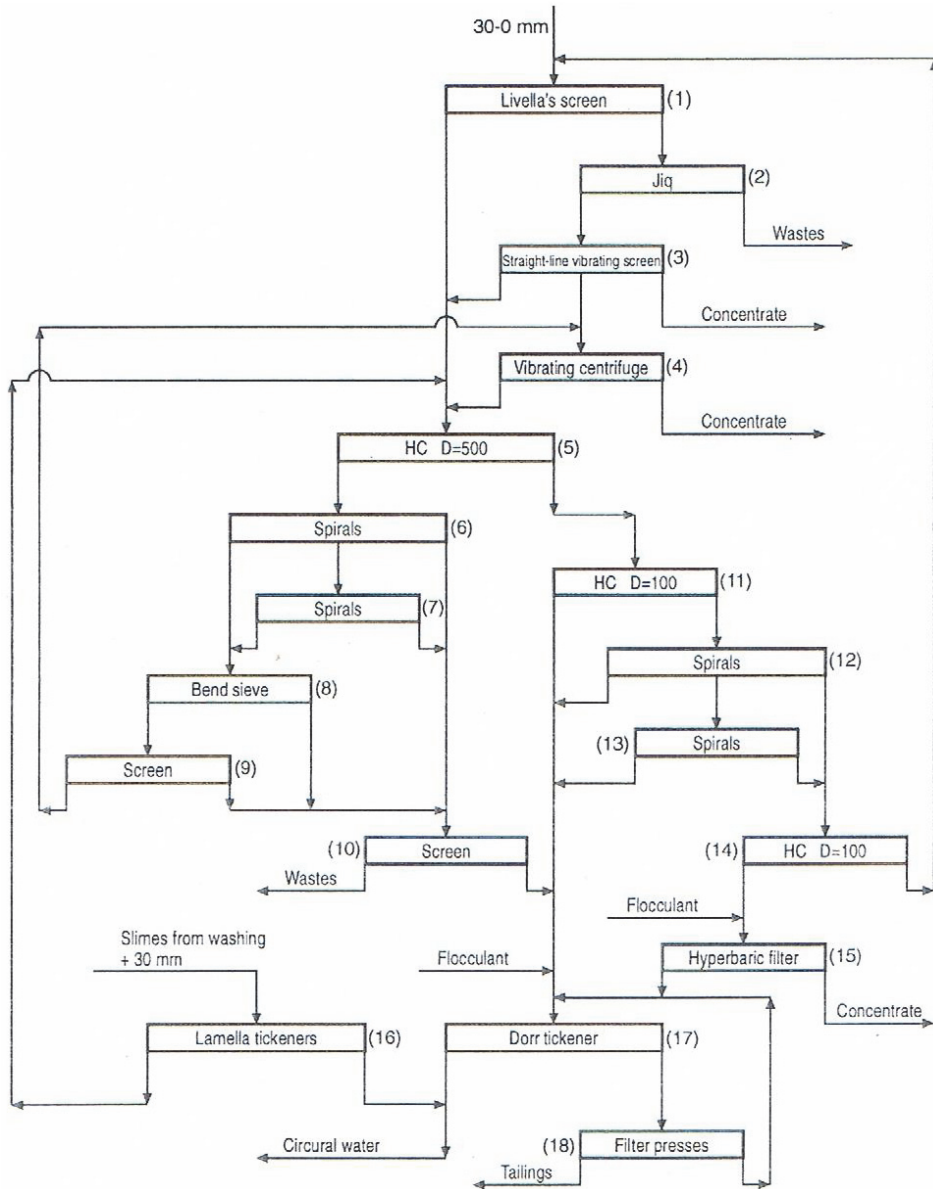 30-0 mm
Livella's screen (1)
Jiq (2)
Wastes
Straight-line vibrating screen (3)
Concentrate
Vibrating centrifuge (4)
Concentrate
HC D=500 (5)
Spirals (6)
HC D=100 (11)
Spirals (7)
Spirals (12)
Bend sieve (8)
(13) Spirals
Screen (9)
(10) Screen
(14) HC D=100
Wastes
Flocculant
Slimes from washing
+ 30 mm
Flocculant
Hyperbaric filter (15)
Concentrate
Lamella tickeners (16)
Dorr tickener (17)
Circural water
(18) Filter presses
Tailings